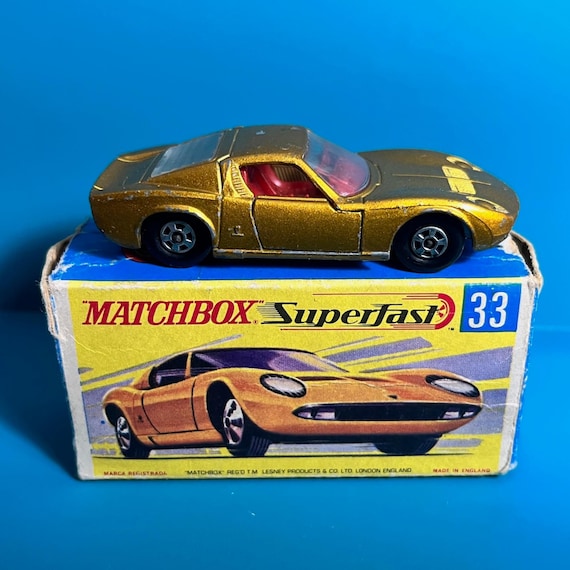 "MATCHBOX" Superfast 33
MARCA REGISTRADA "MATCHBOX" REG'D T.M. LESNEY PRODUCTS & CO. LTD. LONDON ENGLAND. MADE IN ENGLAND